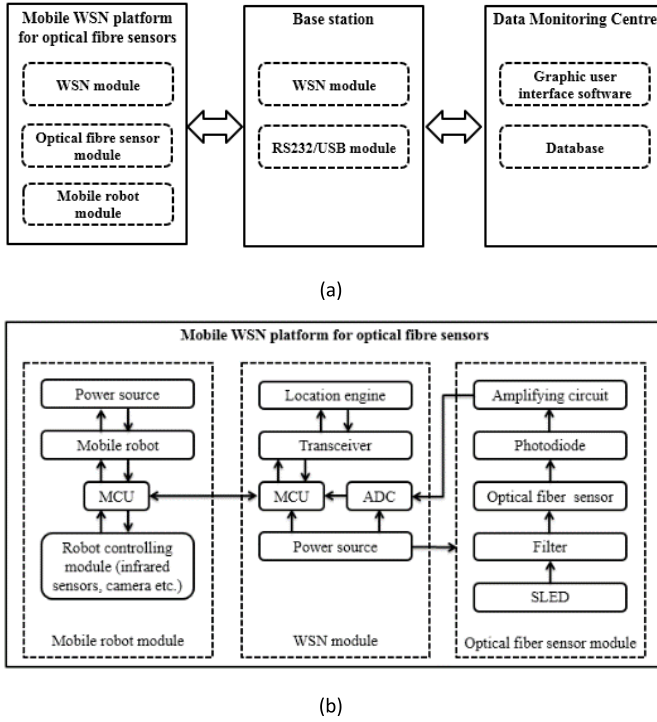 Mobile WSN platform
for optical fibre sensors
WSN module
Optical fibre sensor
module
Mobile robot
module
Base station
WSN module
RS232/USB module
Data Monitoring Centre
Graphic user
interface software
Database
(a)
Mobile WSN platform for optical fibre sensors
Power source
Mobile robot
MCU
Robot controlling
module (infrared
sensors, camera etc.)
Mobile robot module
Location engine
Transceiver
MCU
ADC
Power source
WSN module
Amplifying circuit
Photodiode
Optical fiber sensor
Filter
SLED
Optical fiber sensor module
(b)